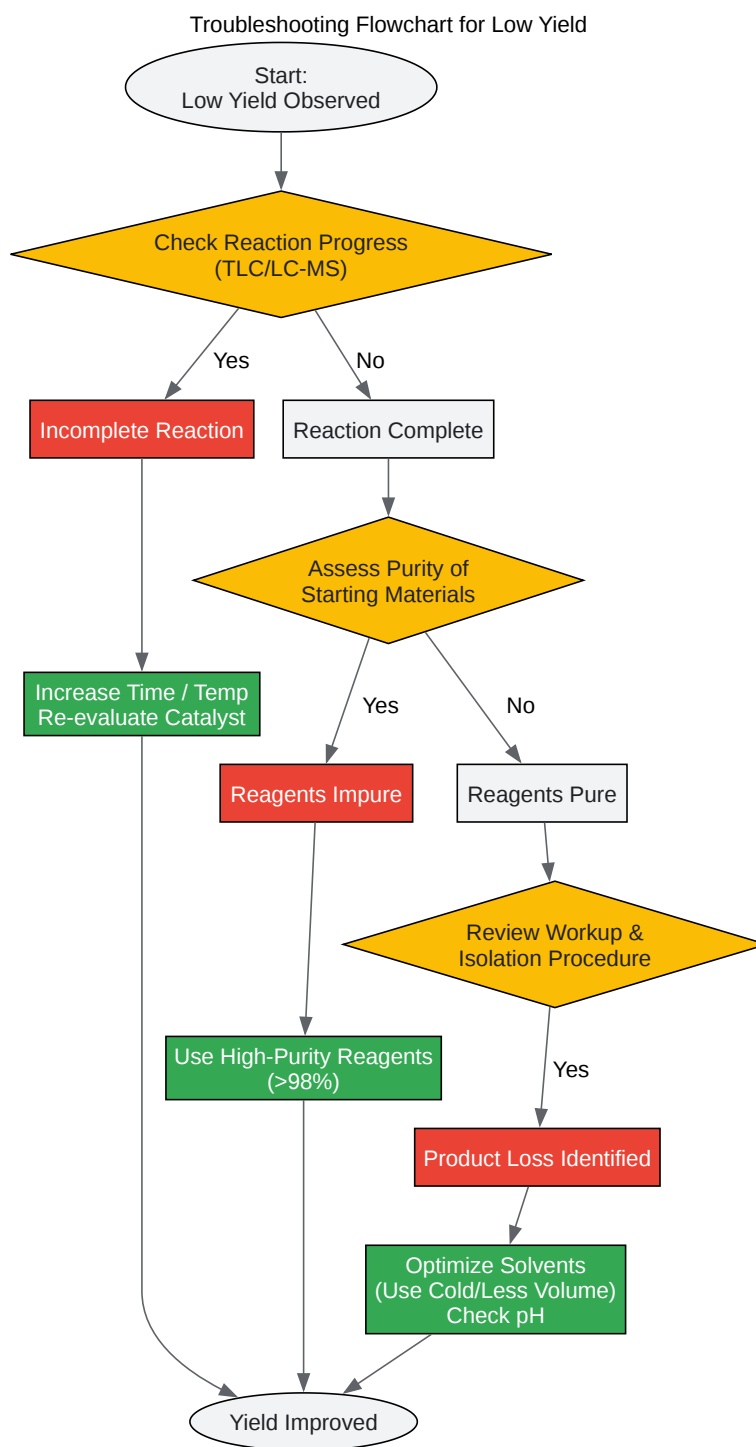 Troubleshooting Flowchart for Low Yield
Start:
Low Yield Observed
Check Reaction Progress
(TLC/LC-MS)
Yes
No
Incomplete Reaction
Reaction Complete
Assess Purity of
Starting Materials
Increase Time / Temp
Re-evaluate Catalyst
Yes
No
Reagents Impure
Reagents Pure
Review Workup &
Isolation Procedure
Use High-Purity Reagents
(>98%)
Yes
Product Loss Identified
Optimize Solvents
(Use Cold/Less Volume)
Check pH
Yield Improved